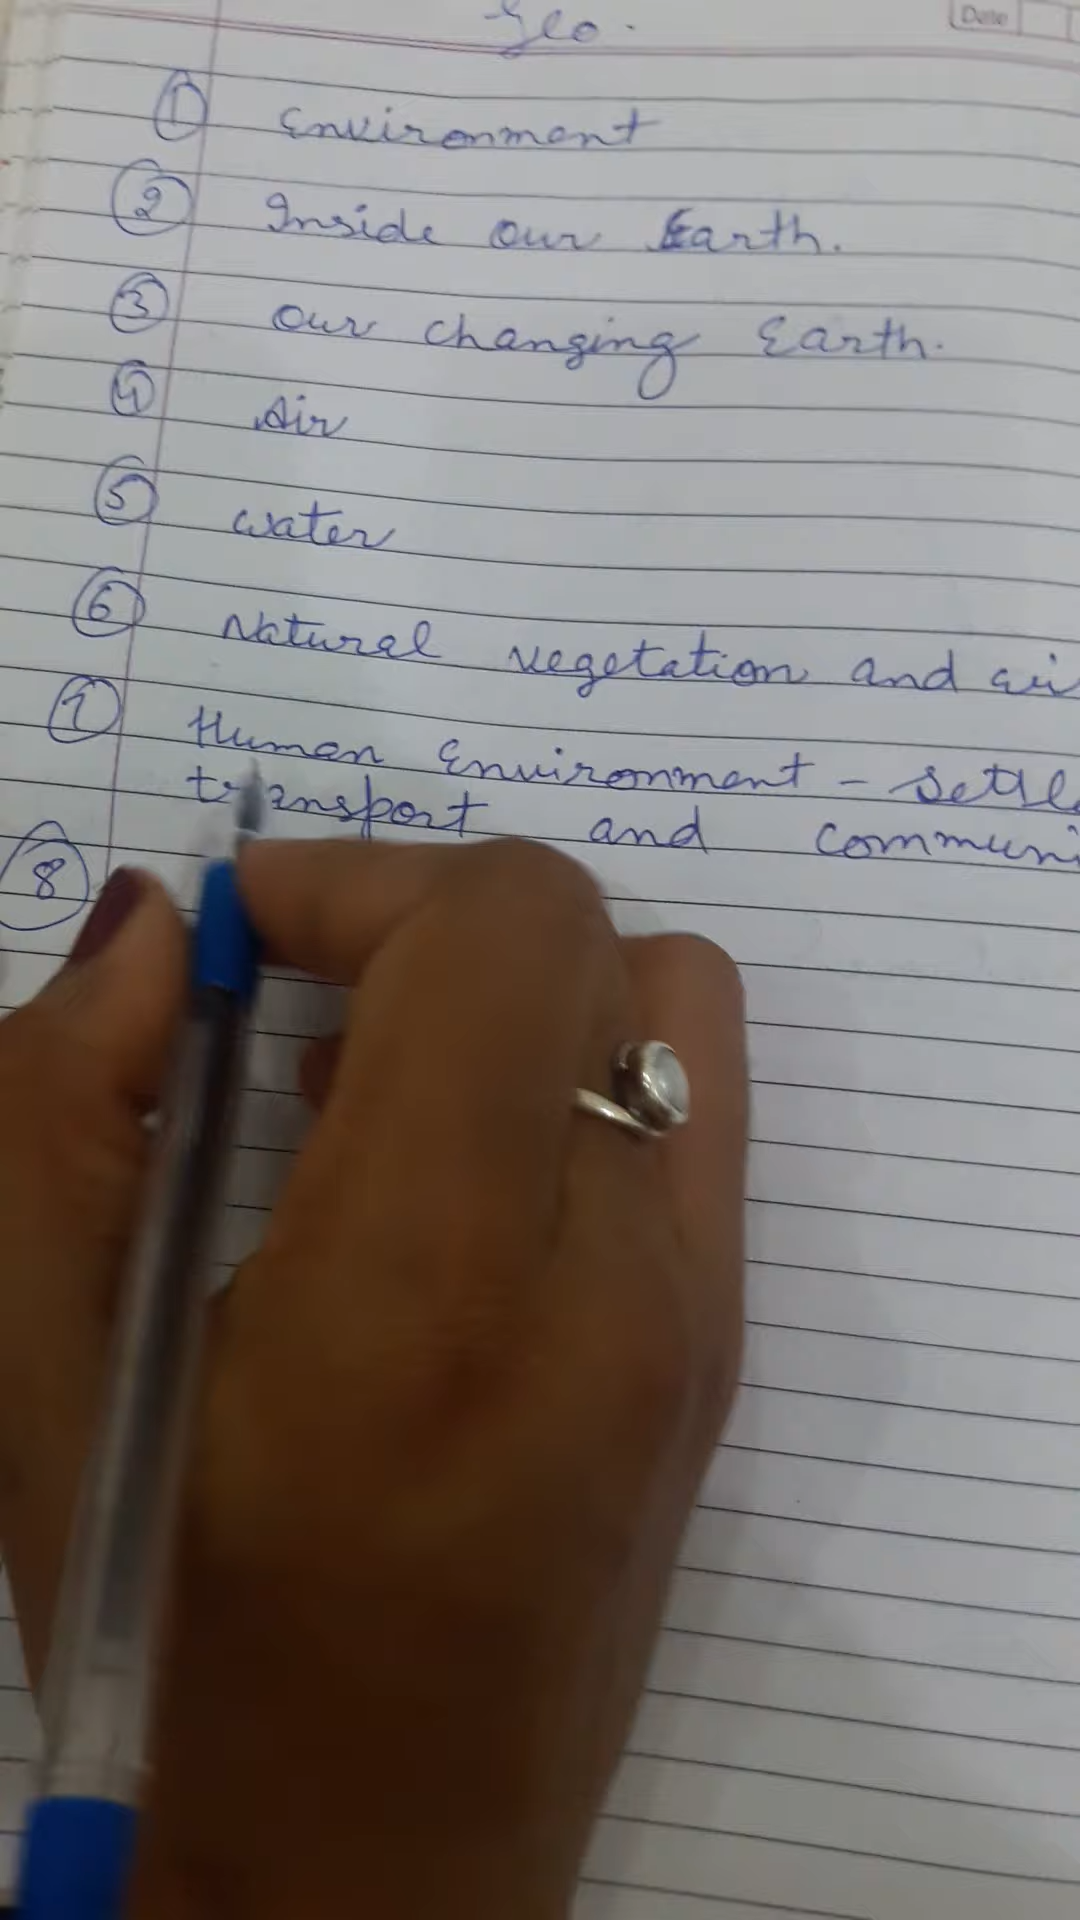 Geo.
Date
① Environment
② Inside our Earth.
③ Our changing Earth.
④ Air
⑤ water
⑥ Natural vegetation and
⑦ Human Environment -
transport and
⑧